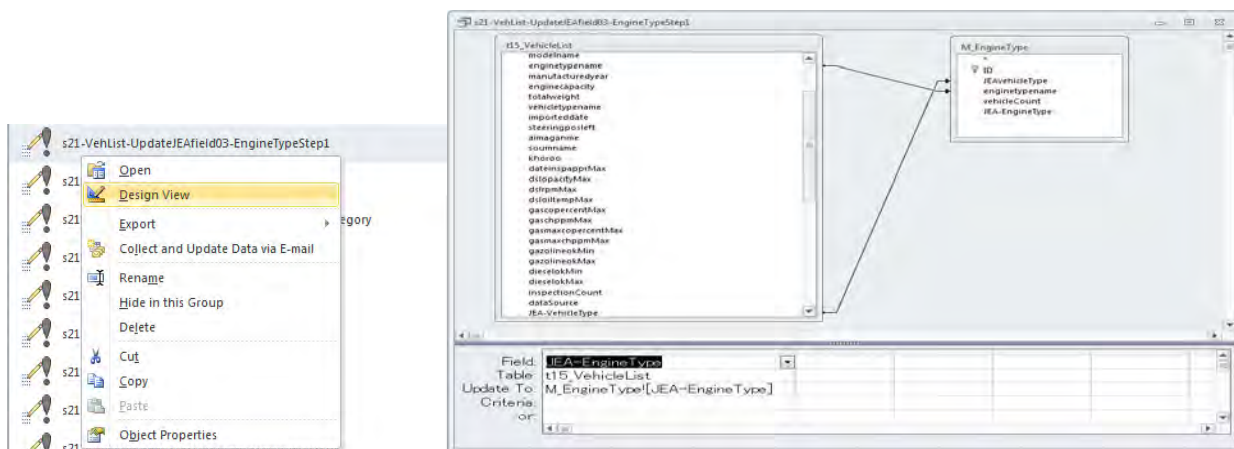 s21-VehList-UpdateJEAfield03-EngineTypeStep1
Open
s21
Design View
s21
egory
Export
s21
Collect and Update Data via E-mail
Rename
s21
Hide in this Group
s21
Delete
s21
Cut
Copy
s21
Paste
Object Properties
s21
s21-VehList-UpdateJEAfield03-EngineTypeStep1
t15_VehicleList
modelname
enginetypename
manufacturedyear
enginecapacity
totalweight
vehicletypename
importeddate
steeringposleft
aimagname
soumname
khoroo
dateinspapprMax
dslopacityMax
dslrpmMax
dsloiltempMax
gascopercentMax
gaschppmMax
gasmaxcopercentMax
gasmaxchppmMax
gazolineokMin
gazolineokMax
dieselokMin
dieselokMax
inspectionCount
dataSource
JEA-VehicleType
M_EngineType
*
ID
JEAvehicleType
enginetypename
vehicleCount
JEA-EngineType
Field: JEA-EngineType
Table: t15_VehicleList
Update To: M_EngineType![JEA-EngineType]
Criteria:
or: